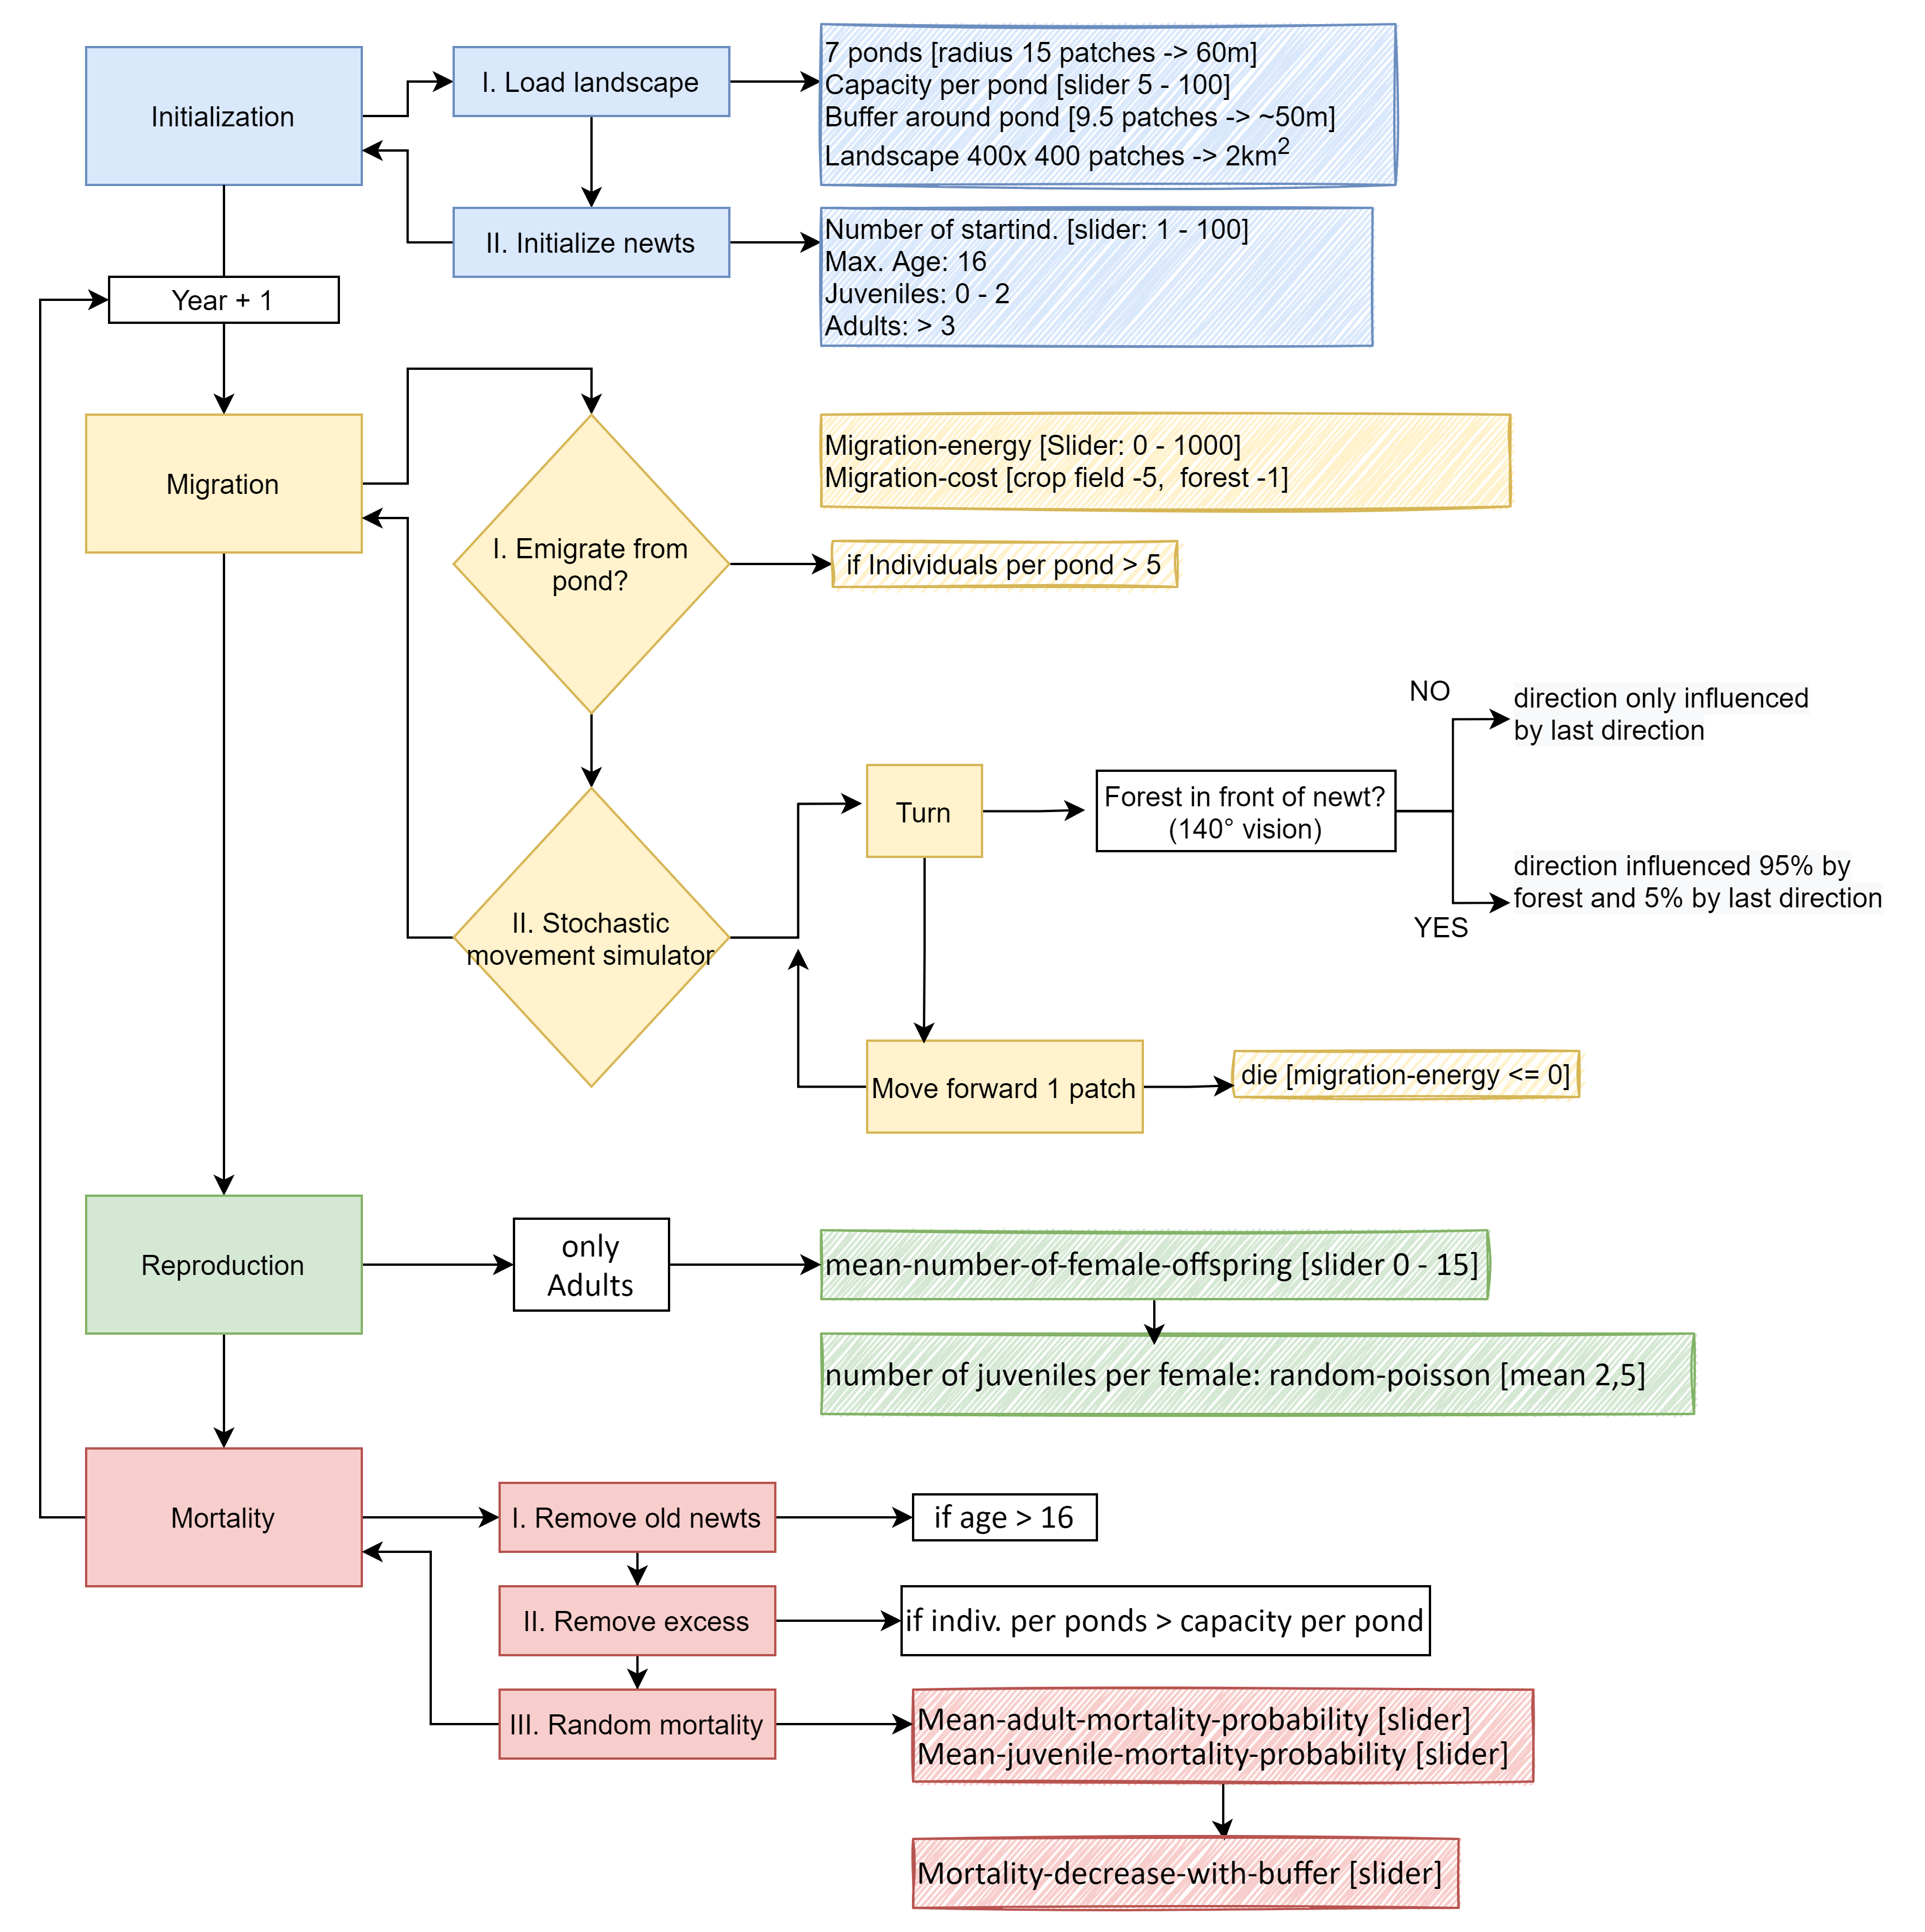 Initialization
I. Load landscape
7 ponds [radius 15 patches -> 60m]
Capacity per pond [slider 5 - 100]
Buffer around pond [9.5 patches -> ~50m]
Landscape 400x 400 patches -> 2km²
II. Initialize newts
Number of startind. [slider: 1 - 100]
Max. Age: 16
Juveniles: 0 - 2
Adults: > 3
Year + 1
Migration
I. Emigrate from
pond?
Migration-energy [Slider: 0 - 1000]
Migration-cost [crop field -5,  forest -1]
if Individuals per pond > 5
II. Stochastic
movement simulator
Turn
Forest in front of newt?
(140° vision)
NO
direction only influenced
by last direction
direction influenced 95% by
forest and 5% by last direction
YES
Move forward 1 patch
die [migration-energy <= 0]
Reproduction
only
Adults
mean-number-of-female-offspring [slider 0 - 15]
number of juveniles per female: random-poisson [mean 2,5]
Mortality
I. Remove old newts
if age > 16
II. Remove excess
if indiv. per ponds > capacity per pond
III. Random mortality
Mean-adult-mortality-probability [slider]
Mean-juvenile-mortality-probability [slider]
Mortality-decrease-with-buffer [slider]